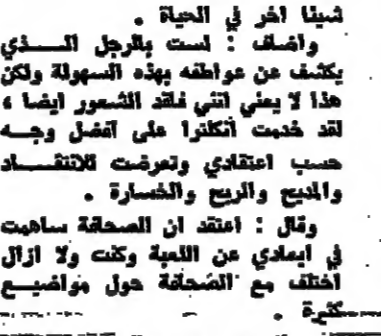 شيئا اخر في الحياة .
واضاف : لست بالرجل الذي
يكشف عن عواطفه بهذه السهولة ولكن
هذا لا يعني انني فاقد الشعور ايضا ،
لقد خدمت انكلترا على افضل وجه
حسب اعتقادي وتعرضت للانتقاد
والمديح والربح والخسارة .
وقال : اعتقد ان الصحافة ساهمت
في ابعادي عن اللعبة وكنت ولا ازال
اختلف مع الصحافة حول مواضيع
كثيرة .